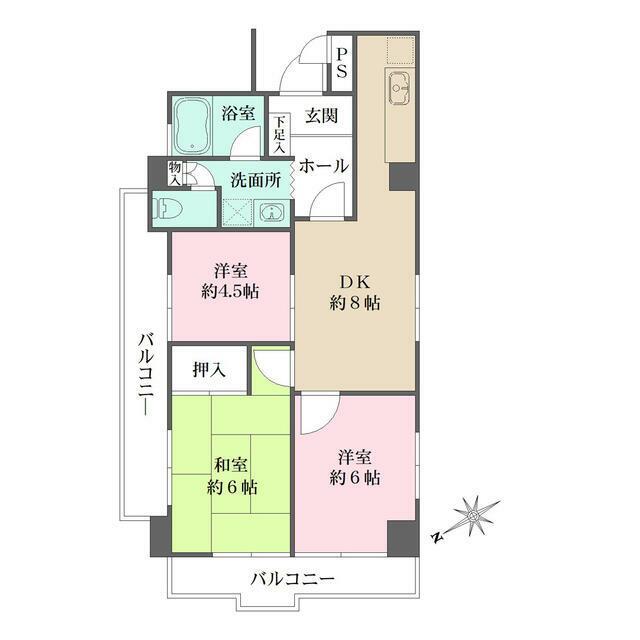 PS
浴室
玄関
下足入
ホール
物入
洗面所
洋室
約4.5帖
DK
約8帖
バルコニー
押入
和室
約6帖
洋室
約6帖
バルコニー
N